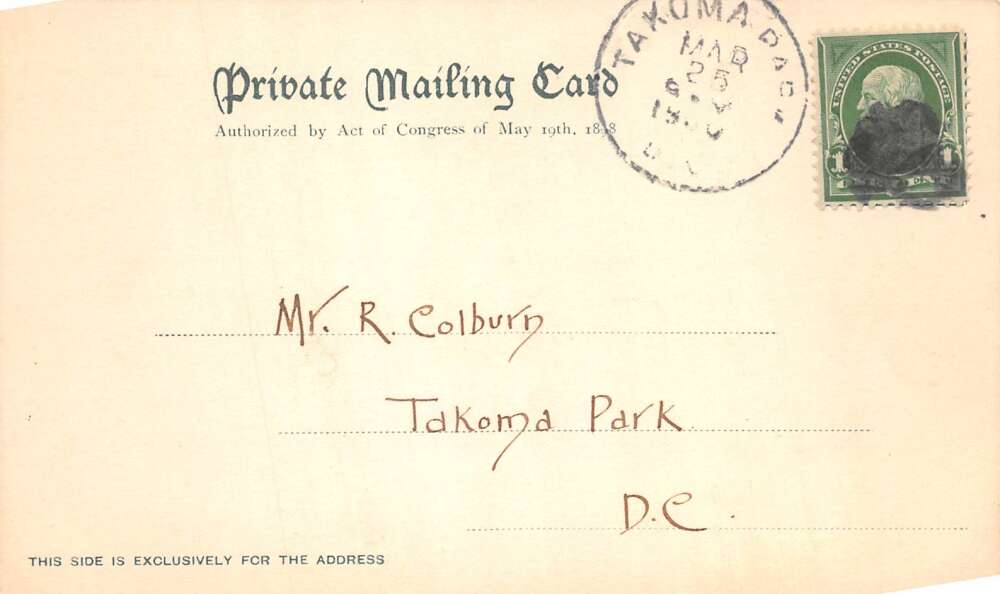 Private Mailing Card
Authorized by Act of Congress of May 19th, 1898
TAKOMA PARK
MAR
25
1900
D.C.
UNITED STATES POSTAGE
1 1
Mr. R. Colburn
Takoma Park
D.C.
THIS SIDE IS EXCLUSIVELY FOR THE ADDRESS